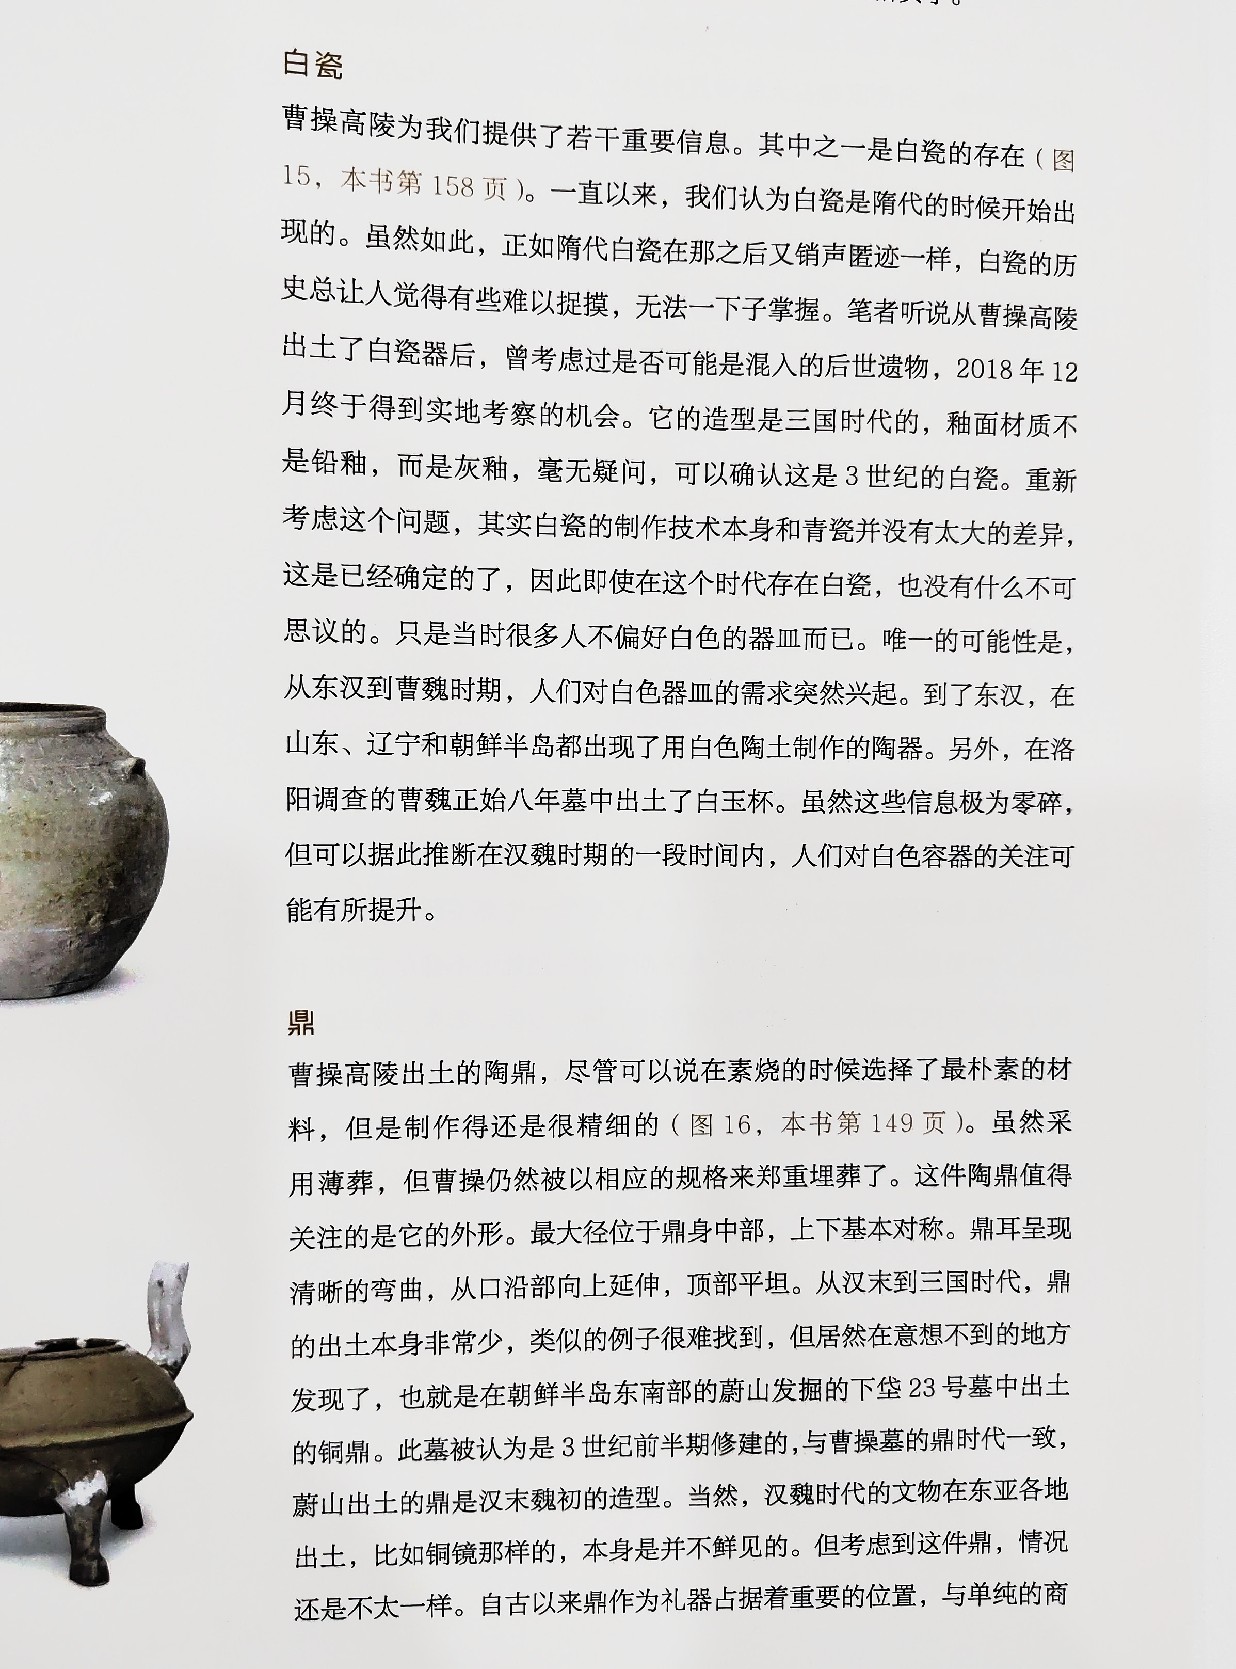 白瓷
曹操高陵为我们提供了若干重要信息。其中之一是白瓷的存在（图
15，本书第 158 页）。一直以来，我们认为白瓷是隋代的时候开始出
现的。虽然如此，正如隋代白瓷在那之后又销声匿迹一样，白瓷的历
史总让人觉得有些难以捉摸，无法一下子掌握。笔者听说从曹操高陵
出土了白瓷器后，曾考虑过是否可能是混入的后世遗物，2018 年 12
月终于得到实地考察的机会。它的造型是三国时代的，釉面材质不
是铅釉，而是灰釉，毫无疑问，可以确认这是 3 世纪的白瓷。重新
考虑这个问题，其实白瓷的制作技术本身和青瓷并没有太大的差异，
这是已经确定的了，因此即使在这个时代存在白瓷，也没有什么不可
思议的。只是当时很多人不偏好白色的器皿而已。唯一的可能性是，
从东汉到曹魏时期，人们对白色器皿的需求突然兴起。到了东汉，在
山东、辽宁和朝鲜半岛都出现了用白色陶土制作的陶器。另外，在洛
阳调查的曹魏正始八年墓中出土了白玉杯。虽然这些信息极为零碎，
但可以据此推断在汉魏时期的一段时间内，人们对白色容器的关注可
能有所提升。
鼎
曹操高陵出土的陶鼎，尽管可以说在素烧的时候选择了最朴素的材
料，但是制作得还是很精细的（图 16，本书第 149 页）。虽然采
用薄葬，但曹操仍然被以相应的规格来郑重埋葬了。这件陶鼎值得
关注的是它的外形。最大径位于鼎身中部，上下基本对称。鼎耳呈现
清晰的弯曲，从口沿部向上延伸，顶部平坦。从汉末到三国时代，鼎
的出土本身非常少，类似的例子很难找到，但居然在意想不到的地方
发现了，也就是在朝鲜半岛东南部的蔚山发掘的下垈 23 号墓中出土
的铜鼎。此墓被认为是 3 世纪前半期修建的，与曹操墓的鼎时代一致，
蔚山出土的鼎是汉末魏初的造型。当然，汉魏时代的文物在东亚各地
出土，比如铜镜那样的，本身是并不鲜见的。但考虑到这件鼎，情况
还是不太一样。自古以来鼎作为礼器占据着重要的位置，与单纯的商